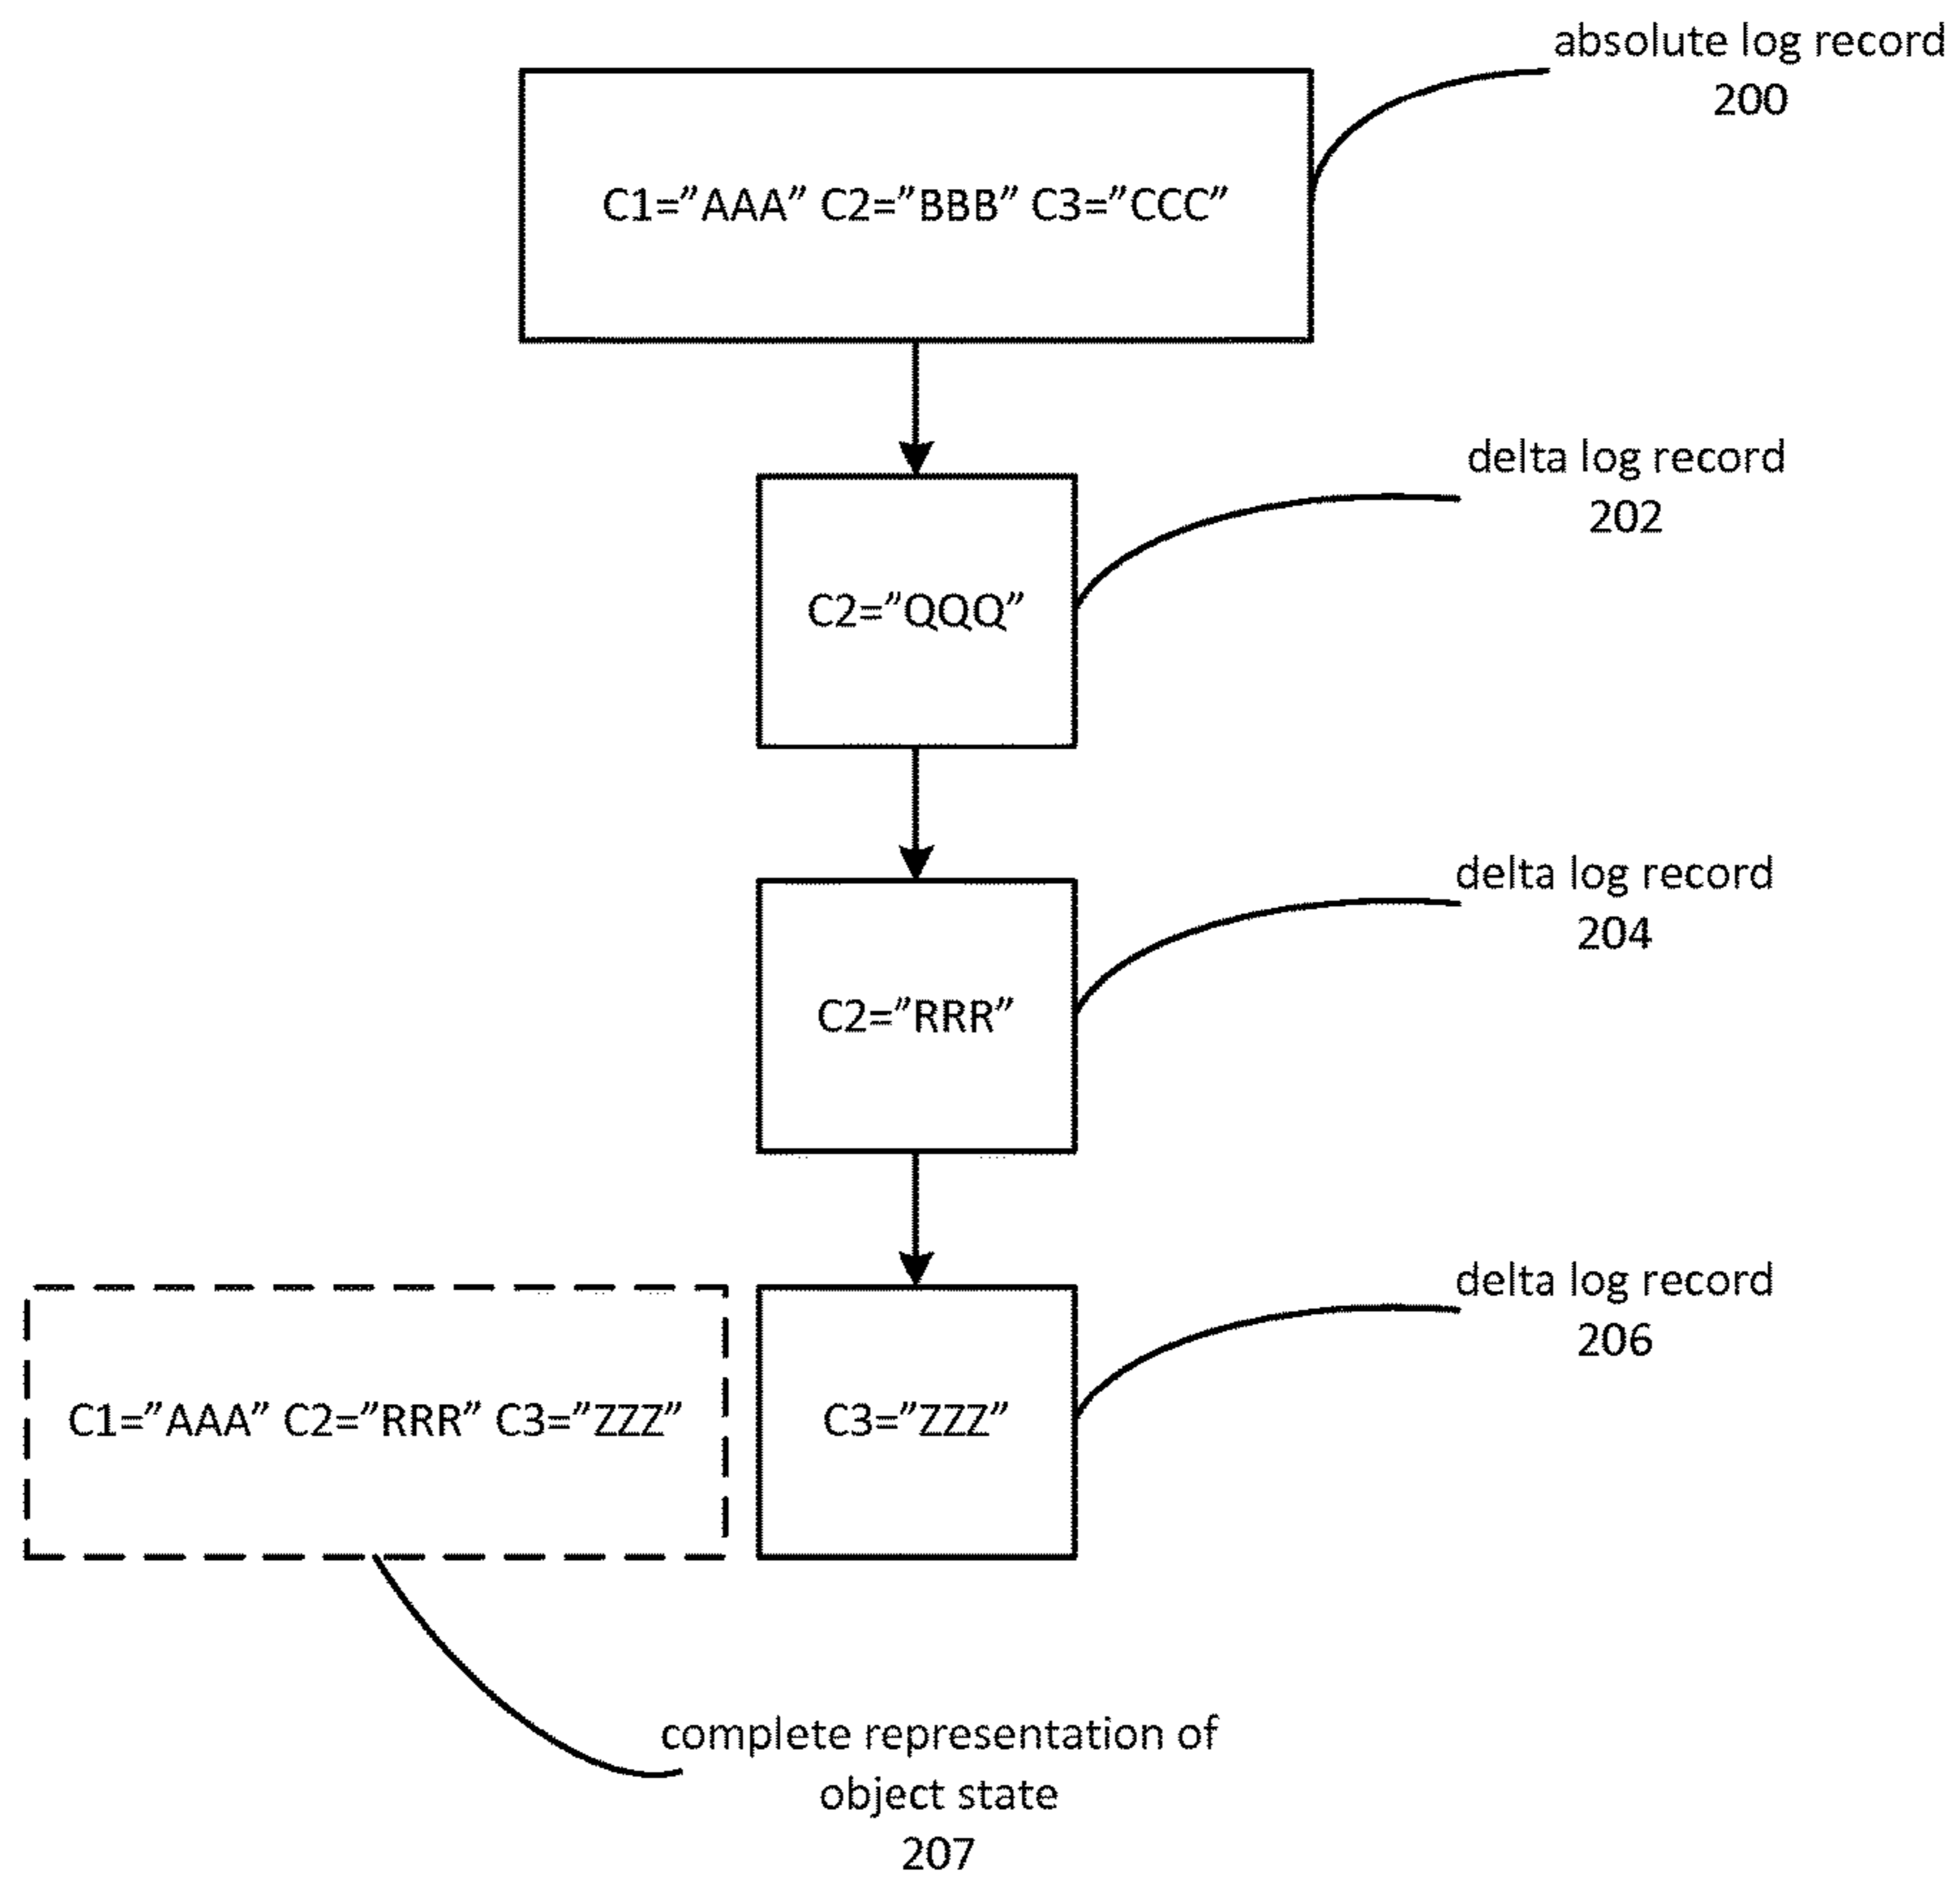 absolute log record
200
C1=”AAA” C2=”BBB” C3=”CCC”
delta log record
202
C2=”QQQ”
delta log record
204
C2=”RRR”
delta log record
206
C1=”AAA” C2=”RRR” C3=”ZZZ”
C3=”ZZZ”
complete representation of
object state
207